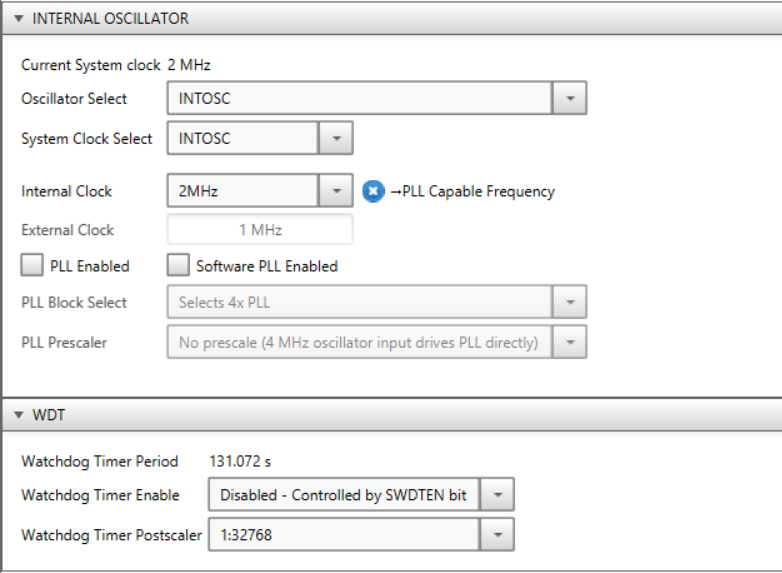 INTERNAL OSCILLATOR
Current System clock 2 MHz
Oscillator Select INTOSC
System Clock Select INTOSC
Internal Clock 2MHz →PLL Capable Frequency
External Clock 1 MHz
PLL Enabled Software PLL Enabled
PLL Block Select Selects 4x PLL
PLL Prescaler No prescale (4 MHz oscillator input drives PLL directly)
WDT
Watchdog Timer Period 131.072 s
Watchdog Timer Enable Disabled - Controlled by SWDTEN bit
Watchdog Timer Postscaler 1:32768